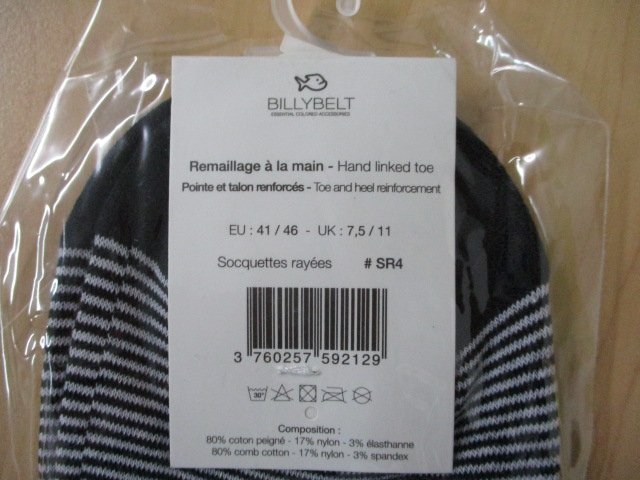 BILLYBELT
ESSENTIAL COLORED ACCESSORIES
Remaillage à la main - Hand linked toe
Pointe et talon renforcés - Toe and heel reinforcement
EU : 41 / 46 - UK : 7,5 / 11
Socquettes rayées # SR4
3 760257 592129
30°
Composition :
80% coton peigné - 17% nylon - 3% élasthanne
80% comb cotton - 17% nylon - 3% spandex